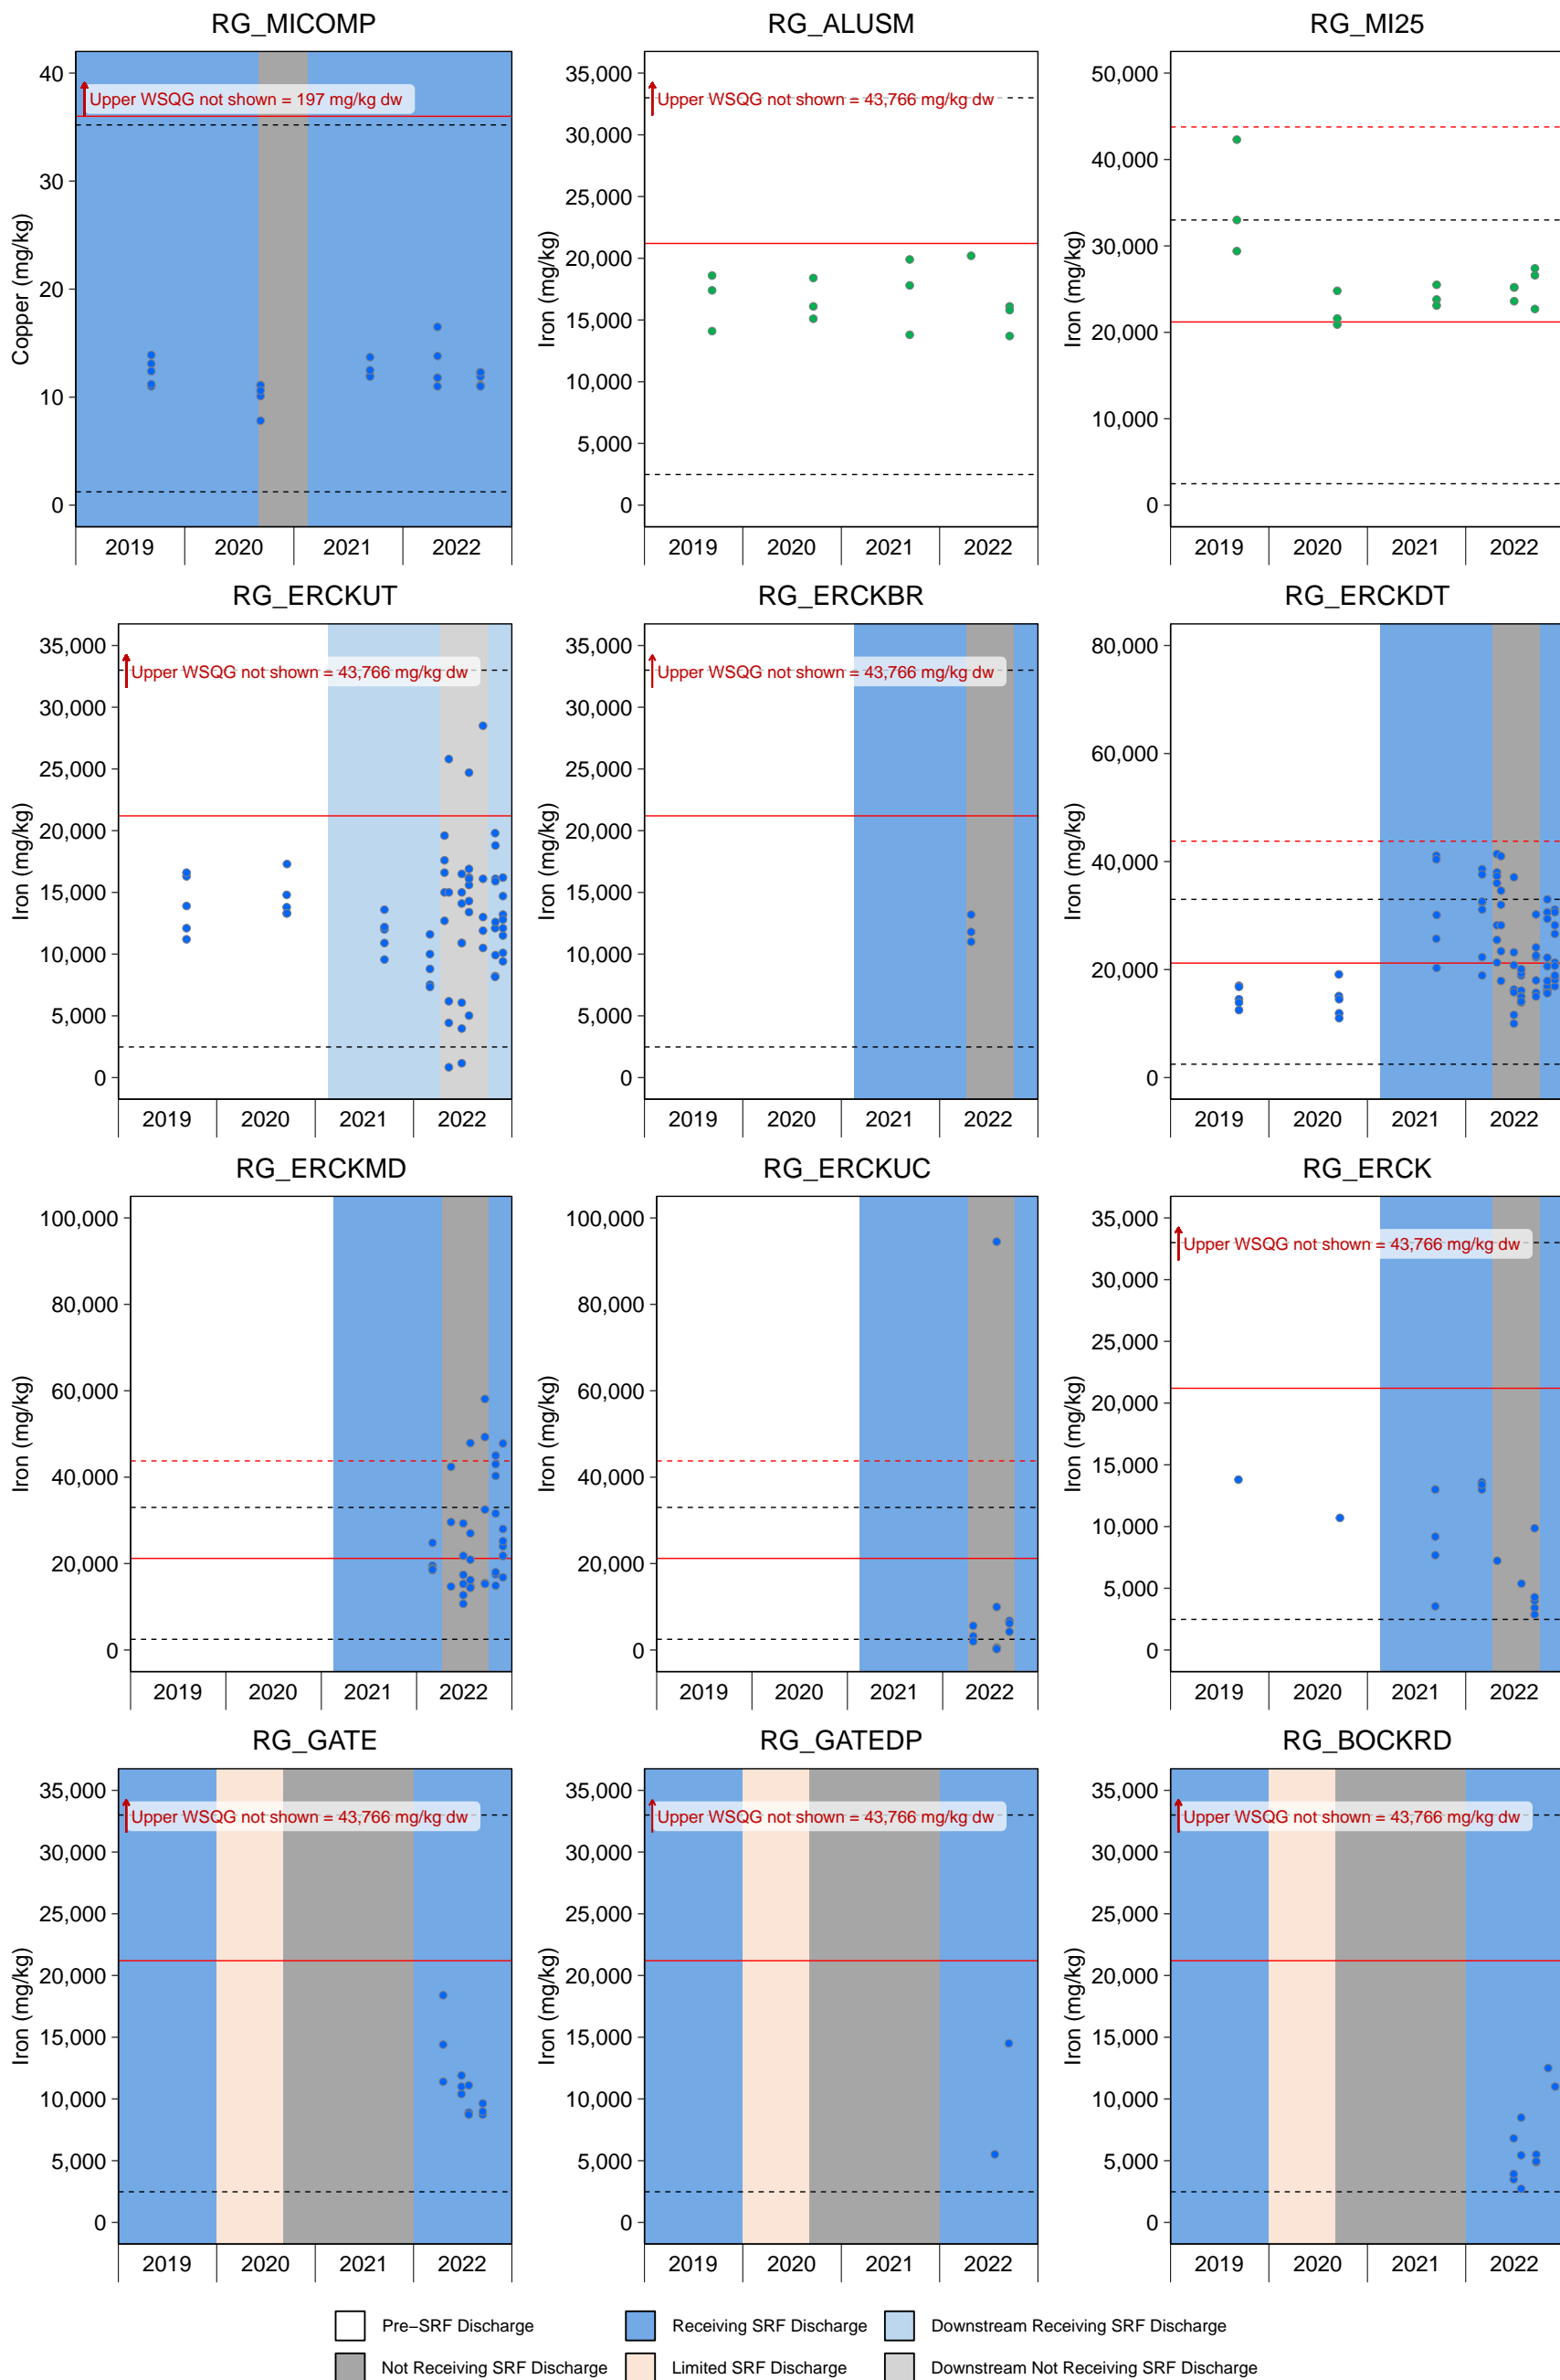 RG_MICOMP
RG_ALUSM
RG_MI25
Copper (mg/kg)
40
30
20
10
0
Upper WSQG not shown = 197 mg/kg dw
2019 2020 2021 2022
Iron (mg/kg)
35,000
30,000
25,000
20,000
15,000
10,000
5,000
0
Upper WSQG not shown = 43,766 mg/kg dw
2019 2020 2021 2022
Iron (mg/kg)
50,000
40,000
30,000
20,000
10,000
0
2019 2020 2021 2022
RG_ERCKUT
RG_ERCKBR
RG_ERCKDT
Iron (mg/kg)
35,000
30,000
25,000
20,000
15,000
10,000
5,000
0
Upper WSQG not shown = 43,766 mg/kg dw
2019 2020 2021 2022
Iron (mg/kg)
35,000
30,000
25,000
20,000
15,000
10,000
5,000
0
Upper WSQG not shown = 43,766 mg/kg dw
2019 2020 2021 2022
Iron (mg/kg)
80,000
60,000
40,000
20,000
0
2019 2020 2021 2022
RG_ERCKMD
RG_ERCKUC
RG_ERCK
Iron (mg/kg)
100,000
80,000
60,000
40,000
20,000
0
2019 2020 2021 2022
Iron (mg/kg)
100,000
80,000
60,000
40,000
20,000
0
2019 2020 2021 2022
Iron (mg/kg)
35,000
30,000
25,000
20,000
15,000
10,000
5,000
0
Upper WSQG not shown = 43,766 mg/kg dw
2019 2020 2021 2022
RG_GATE
RG_GATEDP
RG_BOCKRD
Iron (mg/kg)
35,000
30,000
25,000
20,000
15,000
10,000
5,000
0
Upper WSQG not shown = 43,766 mg/kg dw
2019 2020 2021 2022
Iron (mg/kg)
35,000
30,000
25,000
20,000
15,000
10,000
5,000
0
Upper WSQG not shown = 43,766 mg/kg dw
2019 2020 2021 2022
Iron (mg/kg)
35,000
30,000
25,000
20,000
15,000
10,000
5,000
0
Upper WSQG not shown = 43,766 mg/kg dw
2019 2020 2021 2022
Pre−SRF Discharge
Receiving SRF Discharge
Downstream Receiving SRF Discharge
Not Receiving SRF Discharge
Limited SRF Discharge
Downstream Not Receiving SRF Discharge